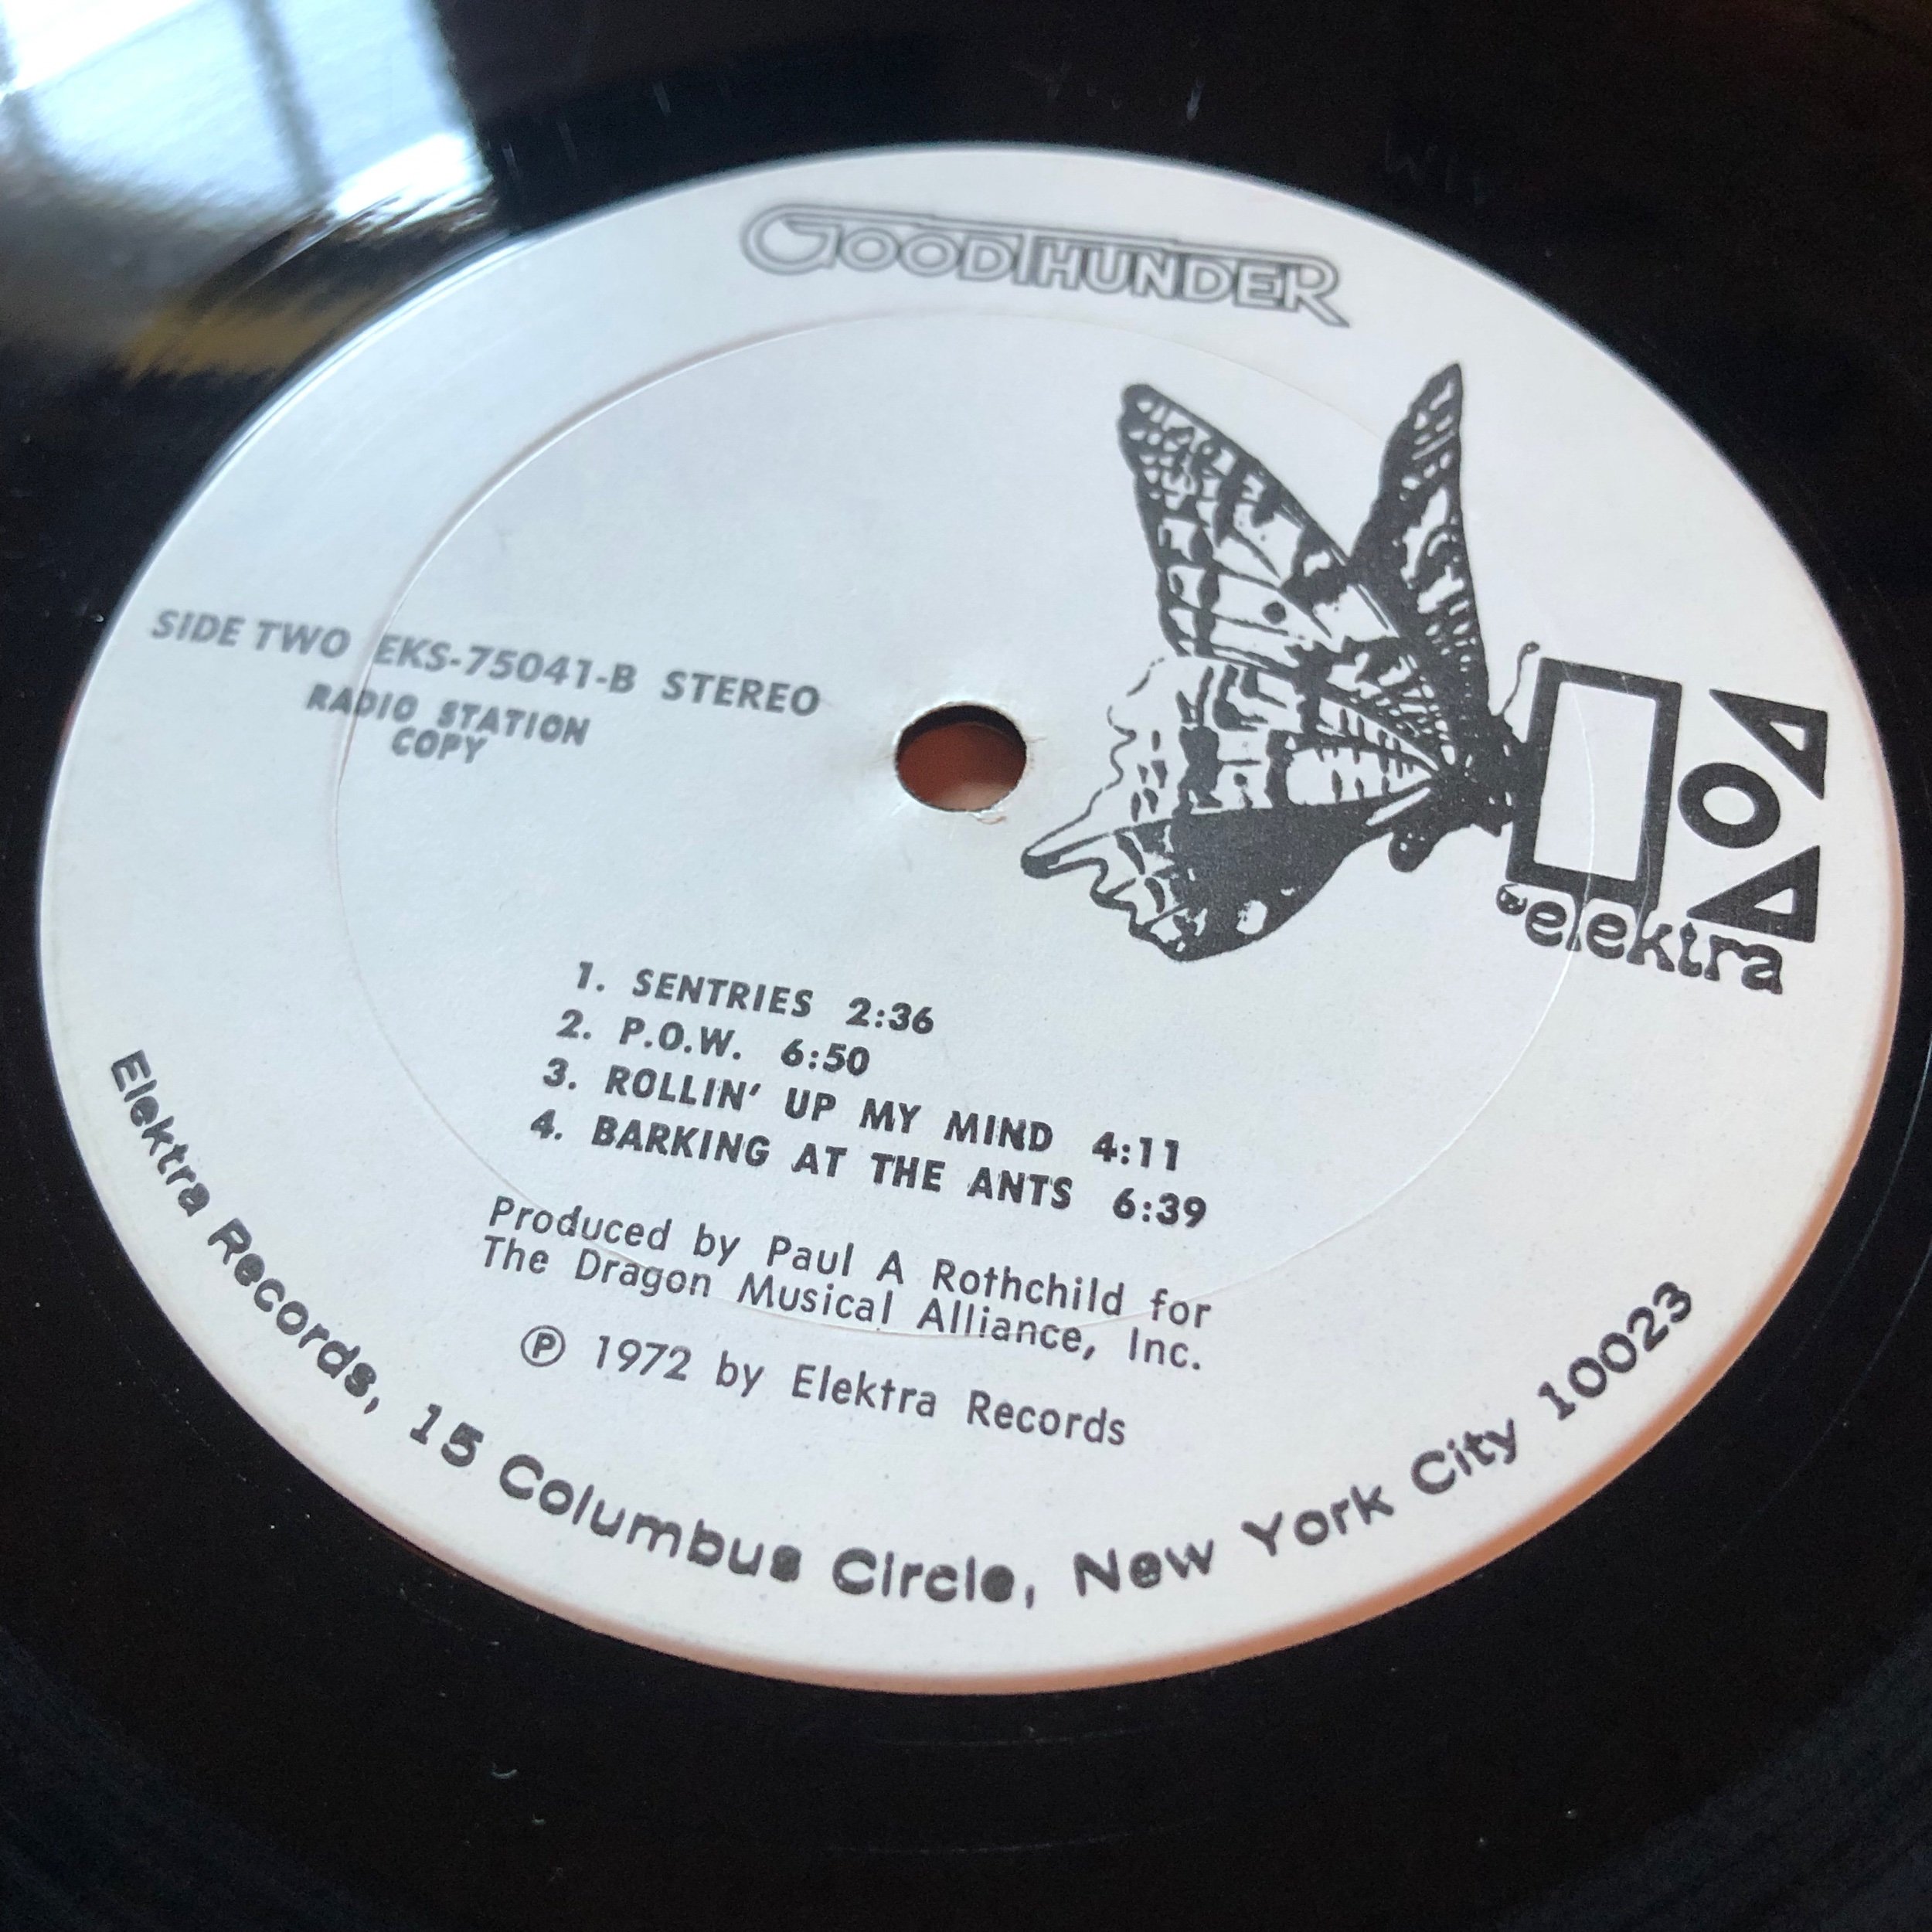 GOODTHUNDER
SIDE TWO EKS-75041-B STEREO
RADIO STATION
COPY
elektra
1. SENTRIES 2:36
2. P.O.W. 6:50
3. ROLLIN' UP MY MIND 4:11
4. BARKING AT THE ANTS 6:39
Produced by Paul A Rothchild for
The Dragon Musical Alliance, Inc.
Ⓟ 1972 by Elektra Records
Elektra Records, 15 Columbus Circle, New York City 10023